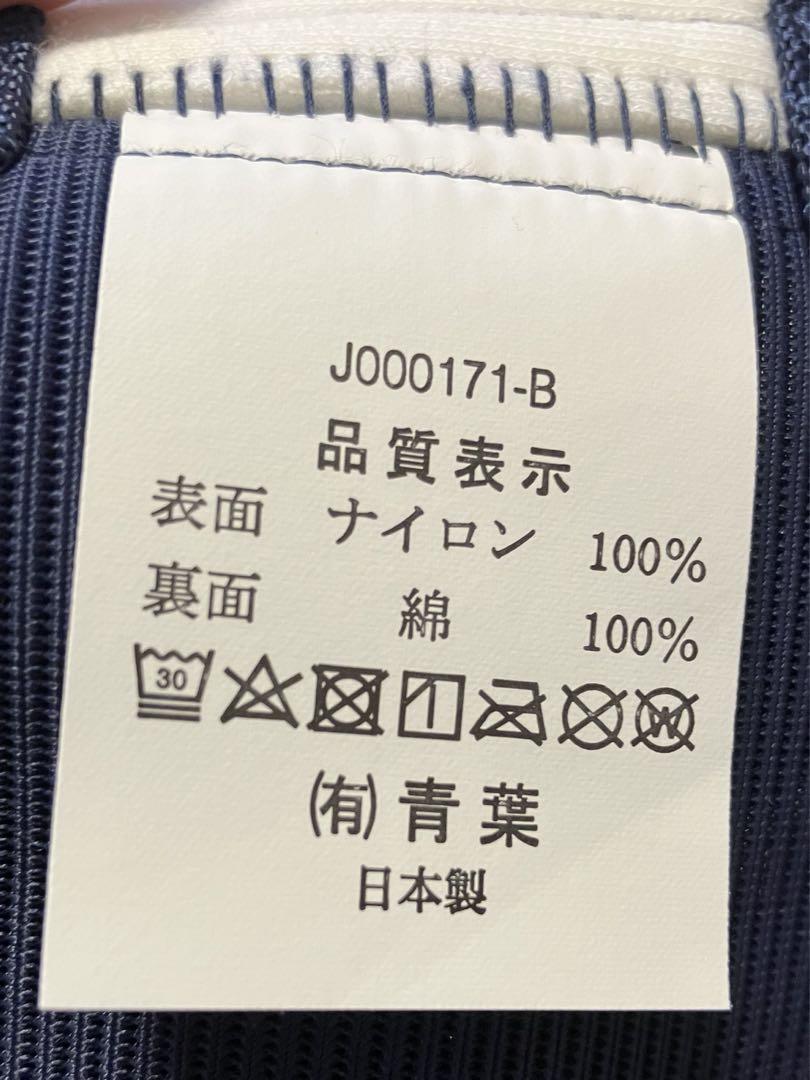 J000171-B
品質表示
表面 ナイロン 100%
裏面 綿 100%
30 W
(有) 青葉
日本製